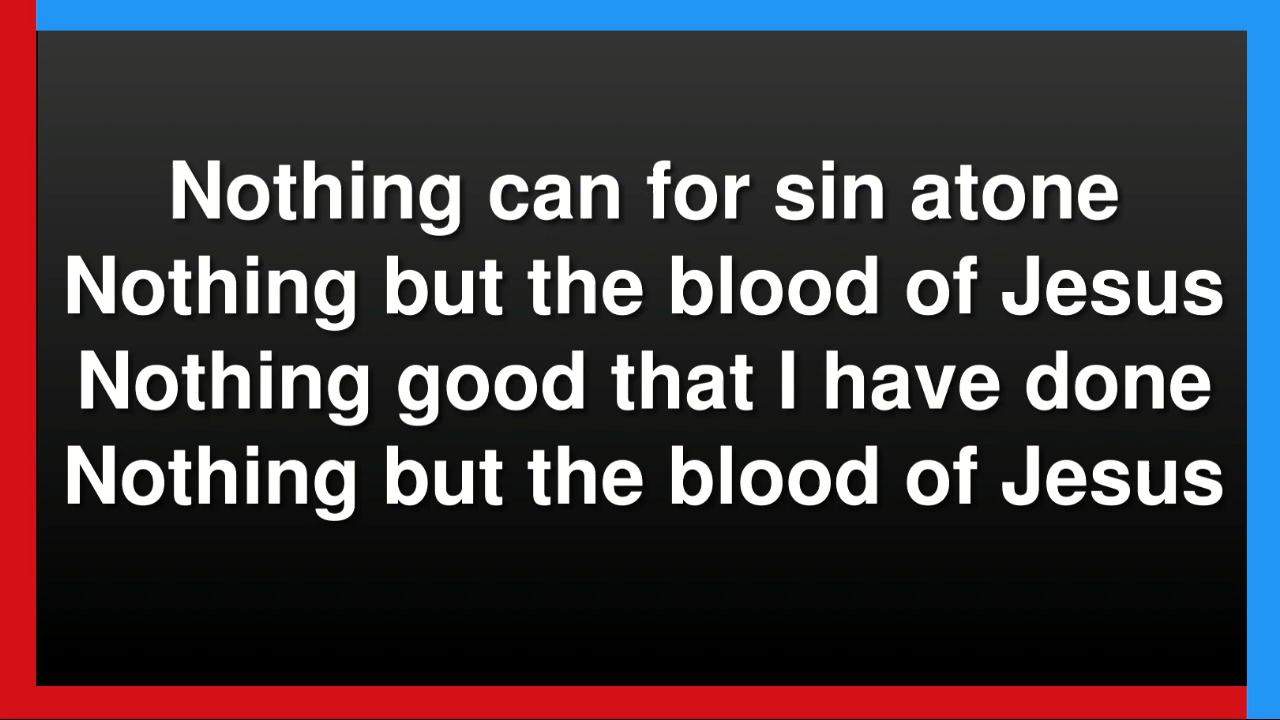 Nothing can for sin atone
Nothing but the blood of Jesus
Nothing good that I have done
Nothing but the blood of Jesus